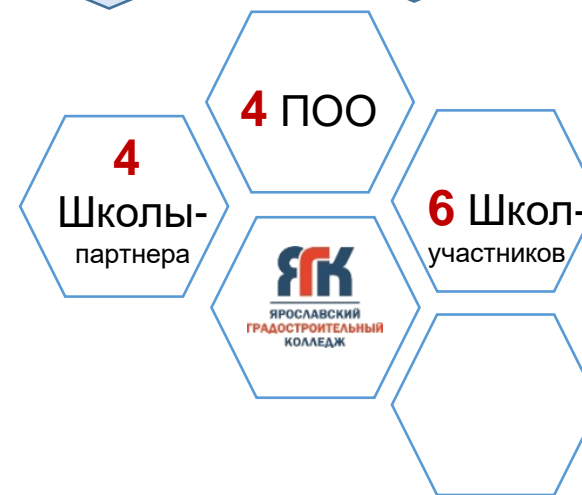 4 ПОО
4
Школы-
партнера
6 Школ-
участников
ЯГК
ЯРОСЛАВСКИЙ
ГРАДОСТРОИТЕЛЬНЫЙ
КОЛЛЕДЖ